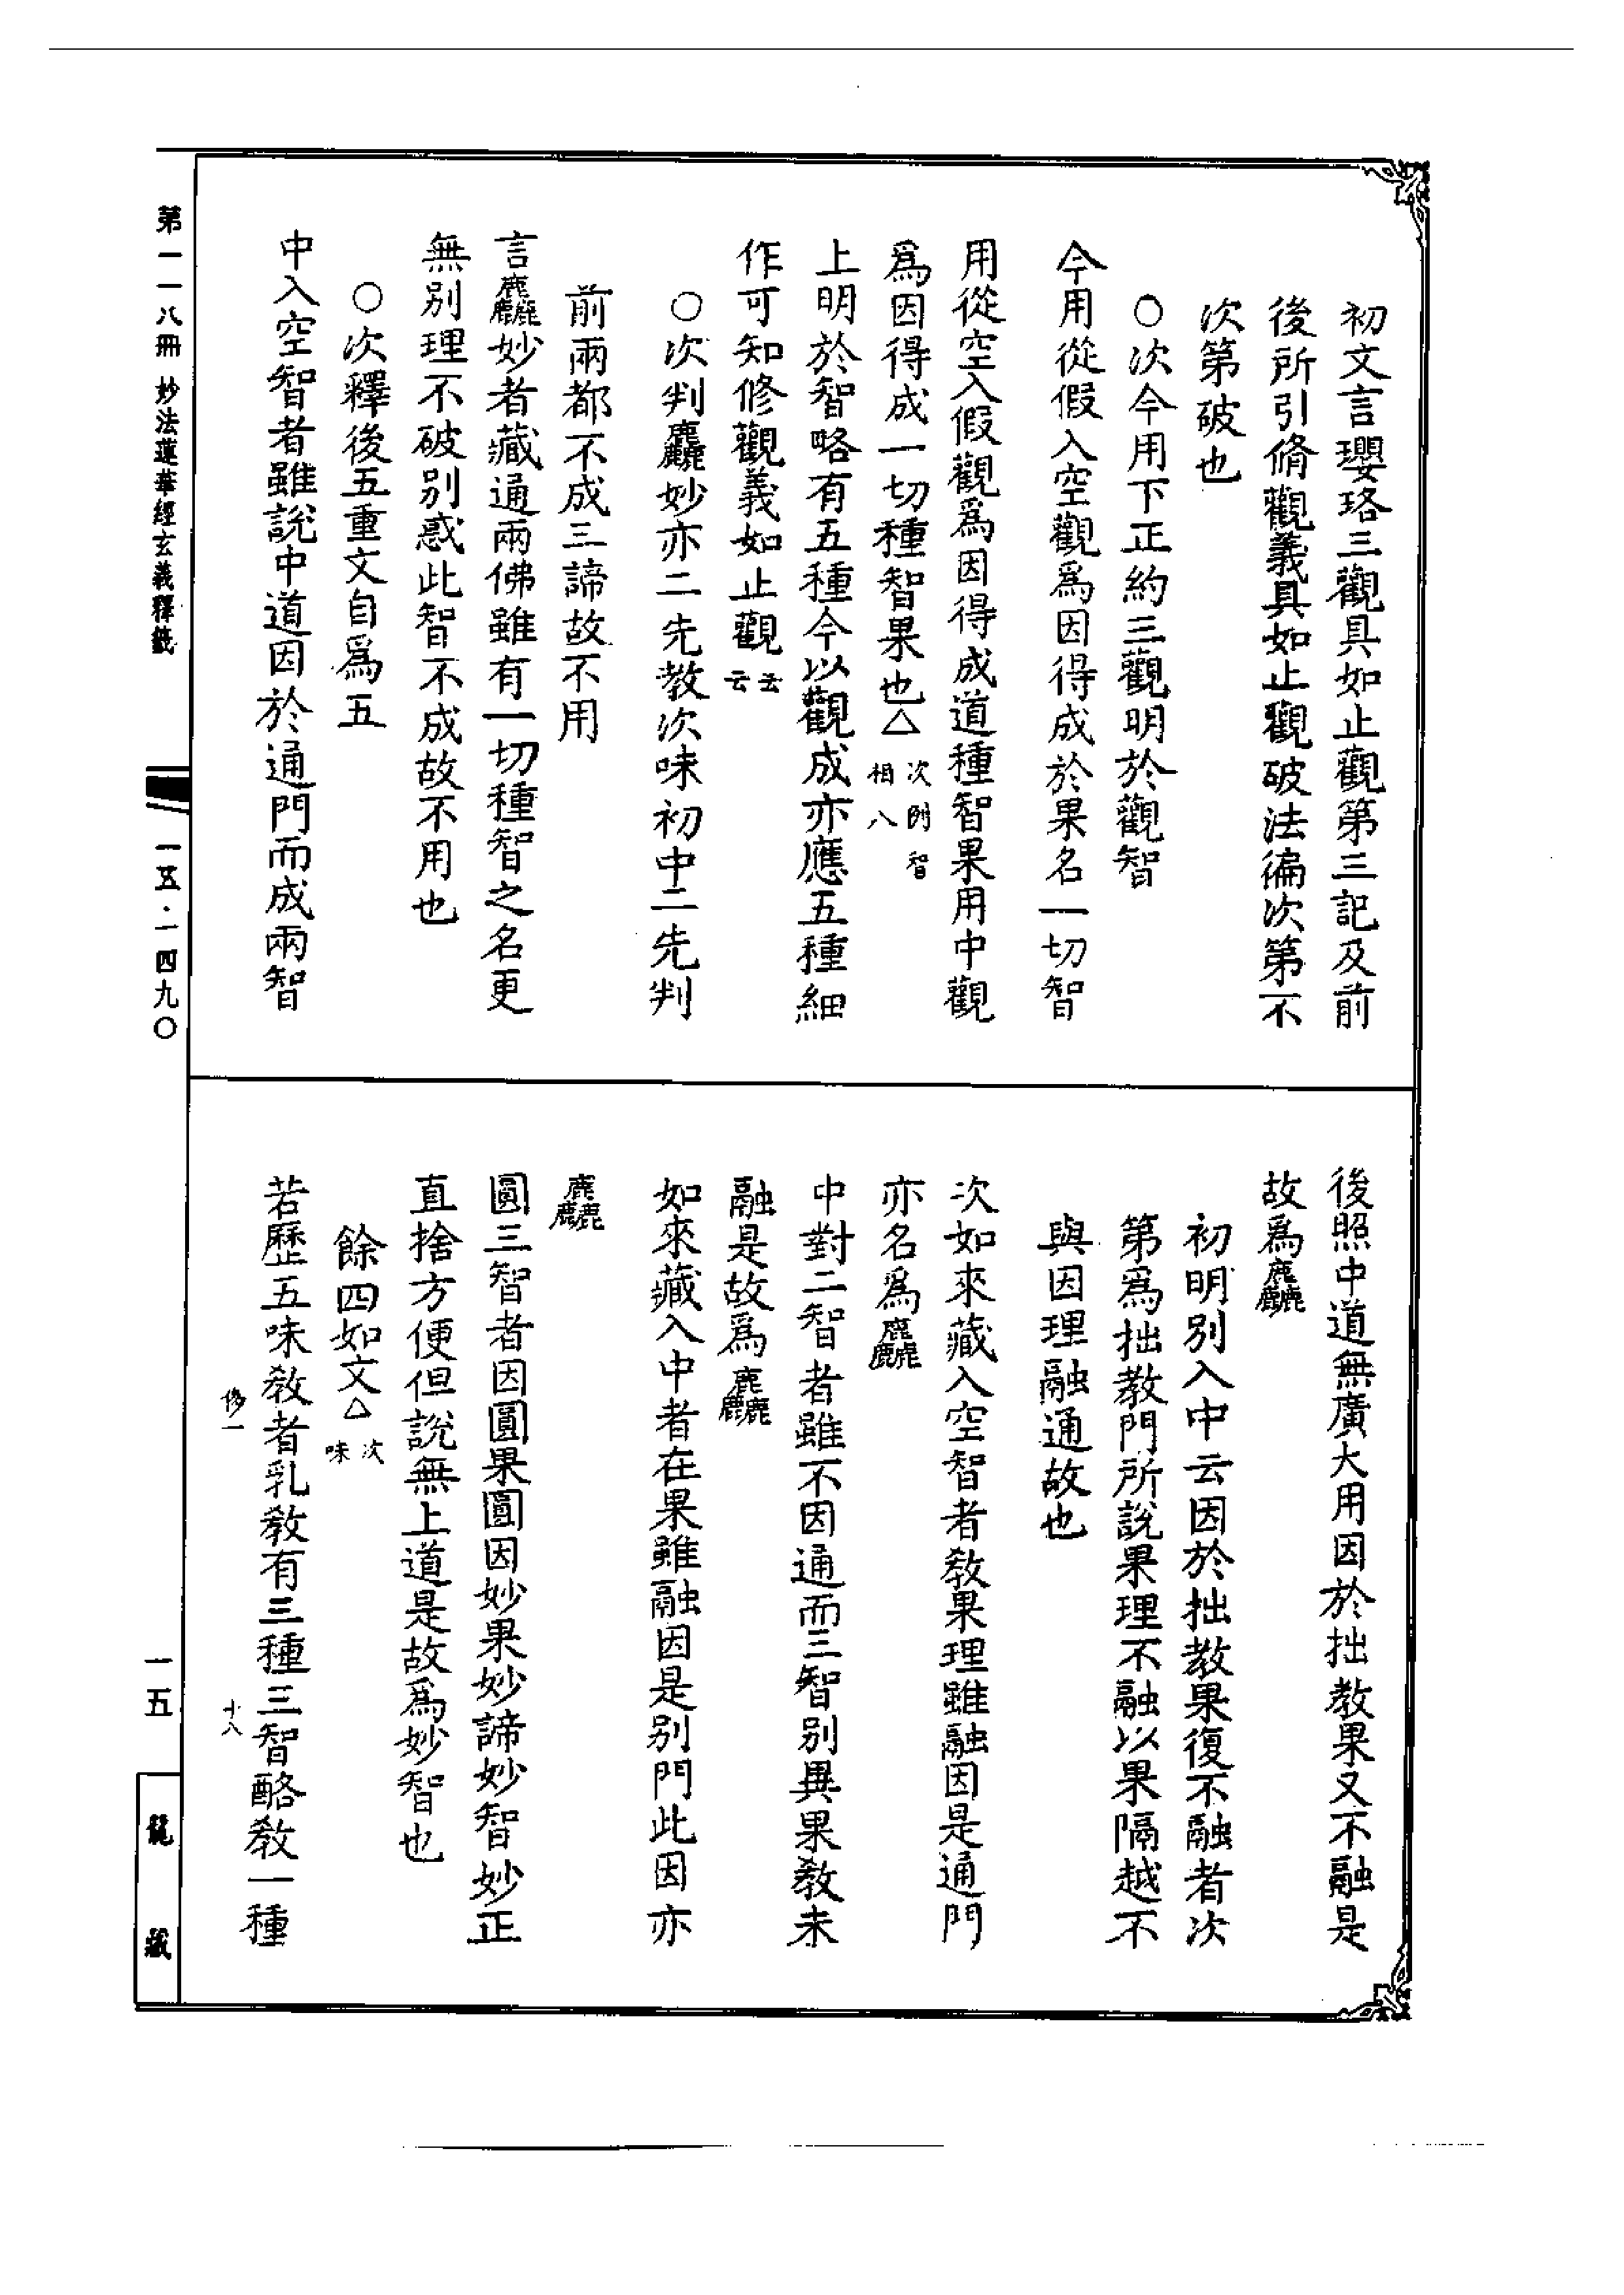 初文言瓔珞三觀具如止觀第三記及前
後所引脩觀義具如止觀破法徧次第不
次第破也
○次今用下正約三觀明於觀智
今用從假入空觀爲因得成於果名一切智
用從空入假觀爲因得成道種智果用中觀
爲因得成一切種智果也△次例智相八
上明於智略有五種今以觀成亦應五種細
作可知修觀義如止觀云云
○次判麤妙亦二先教次味初中二先判
前兩都不成三諦故不用
言麤妙者藏通兩佛雖有一切種智之名更
無別理不破別惑此智不成故不用也
○次釋後五重文自爲五
中入空智者雖說中道因於通門而成兩智
後照中道無廣大用因於拙教果又不融是
故爲麤
初明別入中云因於拙教果復不融者次
第爲拙教門所說果理不融以果隔越不
與因理融通故也
次如來藏入空智者教果理雖融因是通門
亦名爲麤
中對二智者雖不因通而三智別異果教未
融是故爲麤
如來藏入中者在果雖融因是別門此因亦
麤
圓三智者因圓果圓因妙果妙諦妙智妙正
直捨方便但說無上道是故爲妙智也
餘四如文△次味
若歷五味教者乳教有三種三智酪教一種
十八
第一一八冊 妙法蓮華經玄義釋籤
一五·一四九〇
一五
龍藏